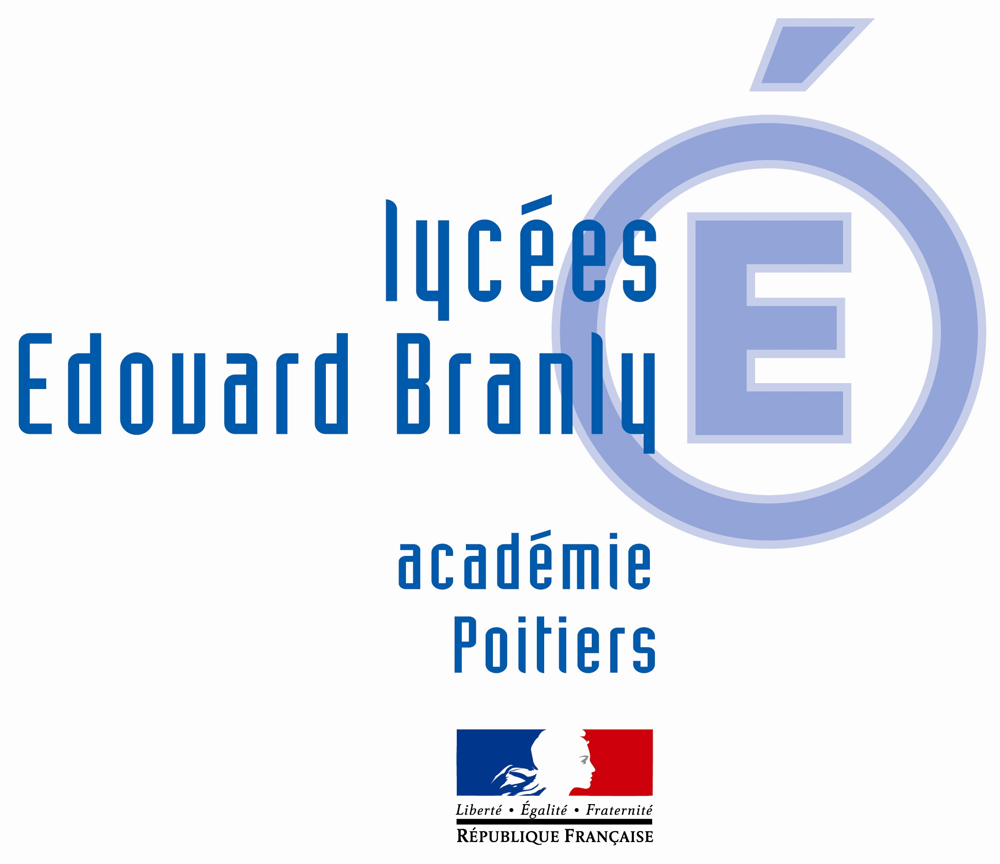 É
lycées
Edouard Branly
académie
Poitiers
Liberté • Égalité • Fraternité
RÉPUBLIQUE FRANÇAISE